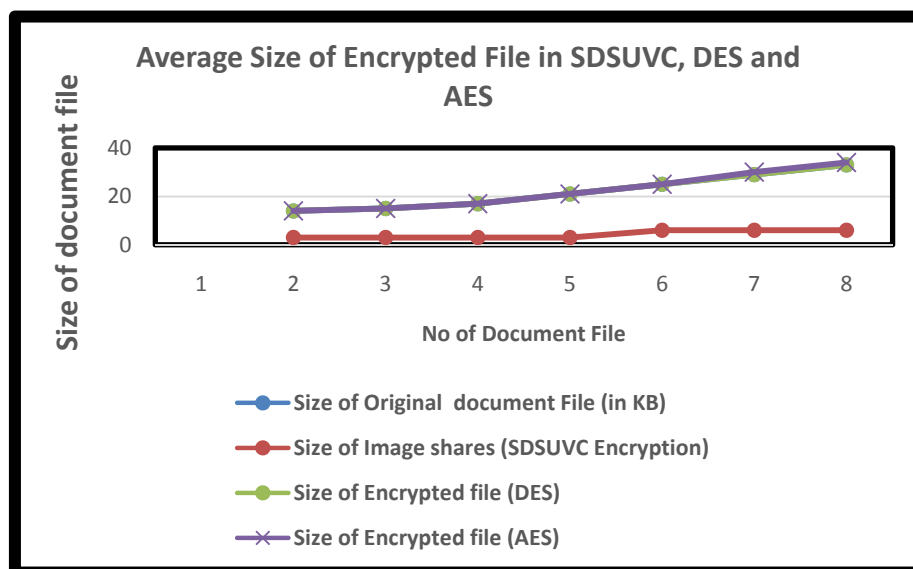 Average Size of Encrypted File in SDSUVC, DES and
AES
Size of document file
40
20
0
1 2 3 4 5 6 7 8
No of Document File
Size of Original document File (in KB)
Size of Image shares (SDSUVC Encryption)
Size of Encrypted file (DES)
Size of Encrypted file (AES)